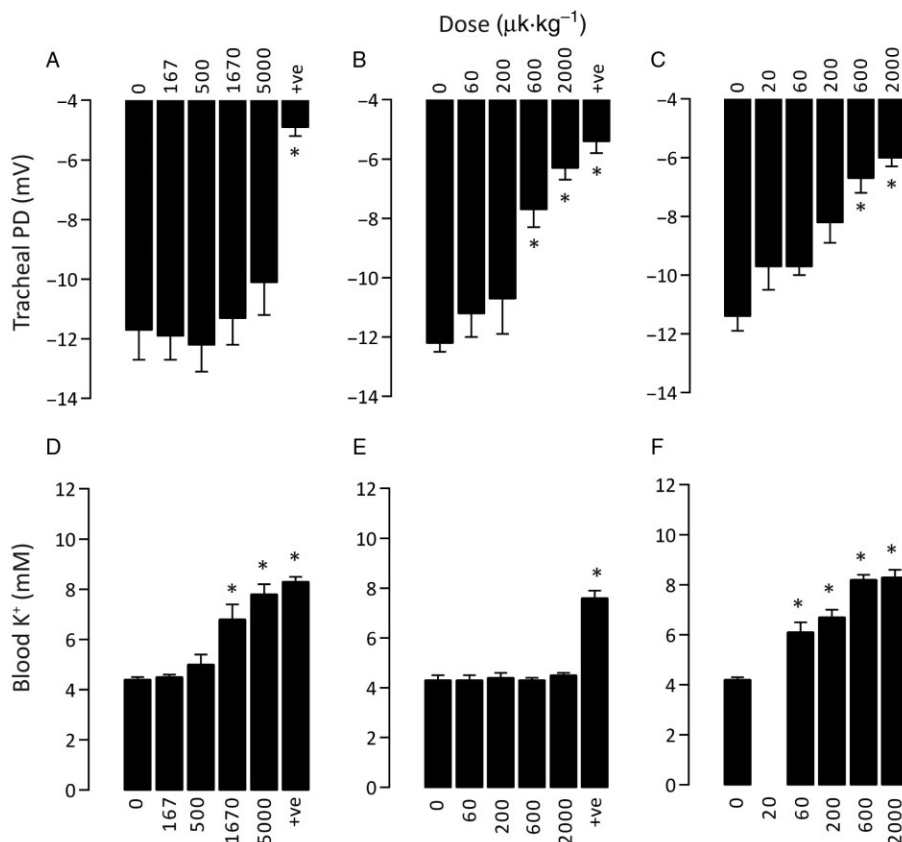 Dose (µk·kg⁻¹)
A B C
0 167 500 1670 5000 +ve
0 60 200 600 2000 +ve
0 20 60 200 600 2000
Tracheal PD (mV)
−4 −4 −4
−6 −6 −6
−8 −8 −8
−10 −10 −10
−12 −12 −12
−14 −14 −14
*
* * *
* *
D E F
Blood K⁺ (mM)
12 12 12
10 10 10
8 8 8
6 6 6
4 4 4
2 2 2
0 0 0
* * *
*
* * * *
0 167 500 1670 5000 +ve
0 60 200 600 2000 +ve
0 20 60 200 600 2000